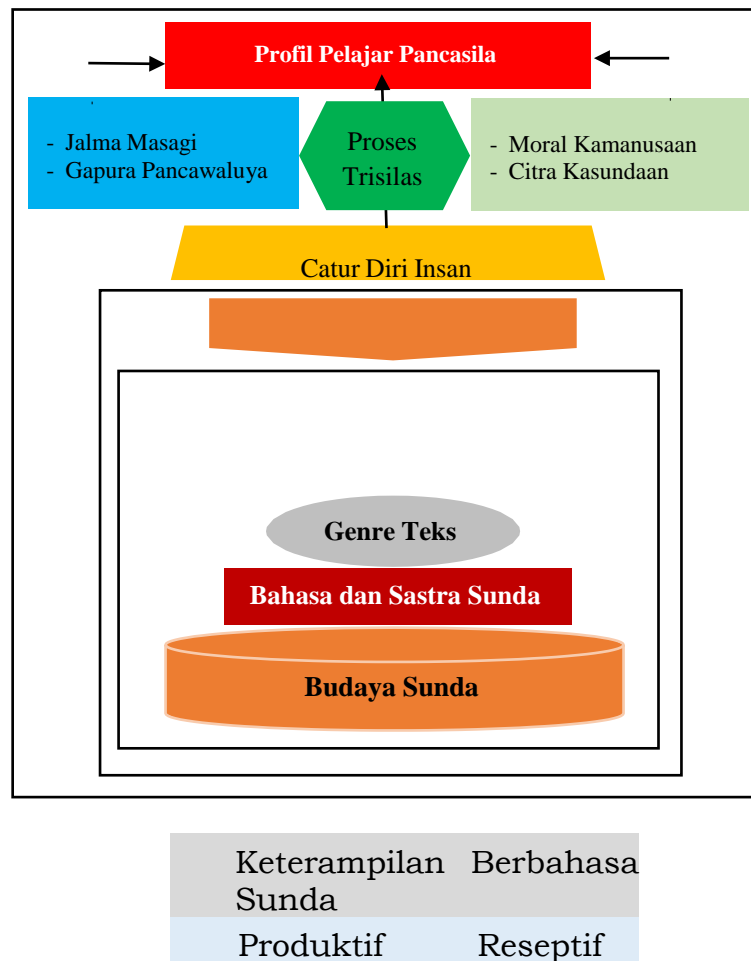 Profil Pelajar Pancasila
- Jalma Masagi
- Gapura Pancawaluya
Proses
Trisilas
- Moral Kamanusaan
- Citra Kasundaan
Catur Diri Insan
Genre Teks
Bahasa dan Sastra Sunda
Budaya Sunda
Keterampilan Berbahasa
Sunda
Produktif Reseptif